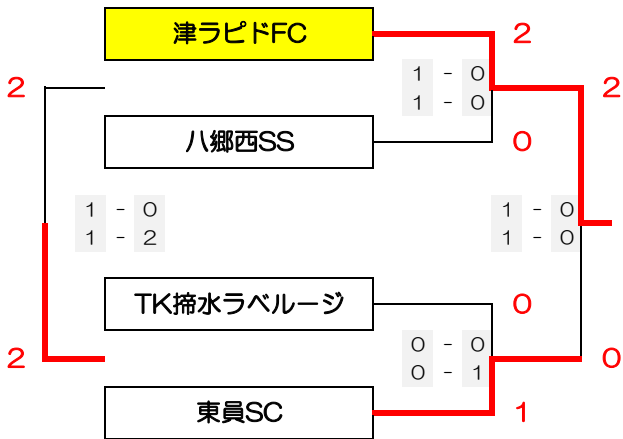 津ラピドFC 2
2 1 - 0 2
1 - 0
八郷西SS 0
1 - 0 1 - 0
1 - 2 1 - 0
TK揥水ラベルージ 0
2 0 - 0 0
0 - 1
東員SC 1